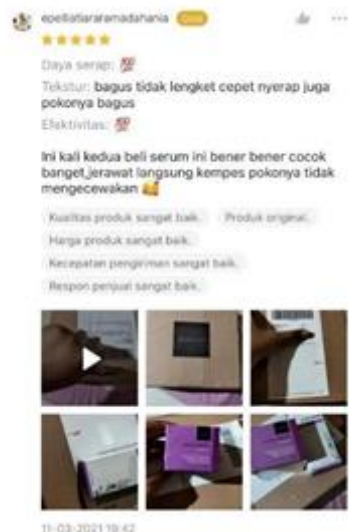 epelliatiararamadahania Gold
Daya serap: 💯
Tekstur: bagus tidak lengket cepet nyerap juga
pokonya bagus
Efektivitas: 💯
Ini kali kedua beli serum ini bener bener cocok
banget,jerawat langsung kempes pokonya tidak
mengecewakan 🥰
Kualitas produk sangat baik. Produk original.
Harga produk sangat baik.
Kecepatan pengiriman sangat baik.
Respon penjual sangat baik.
11-03-2021 19:42